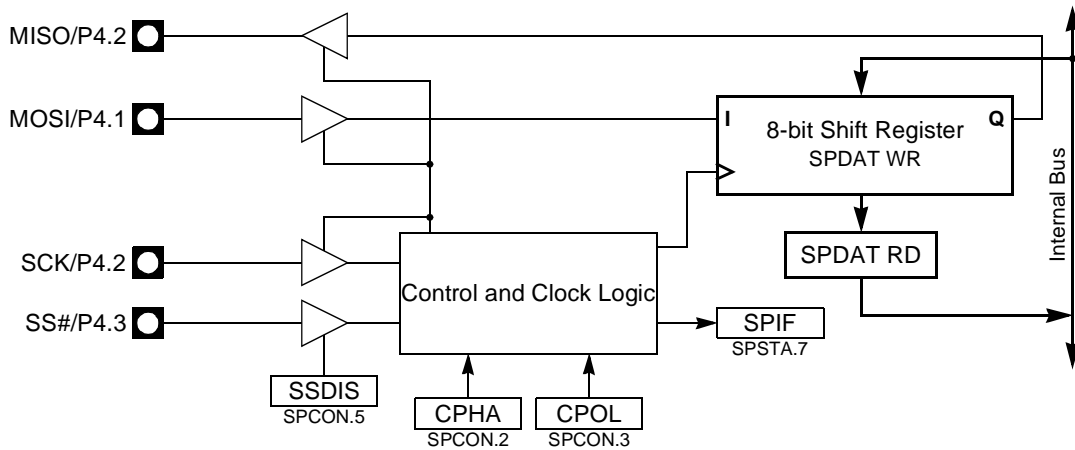 MISO/P4.2
MOSI/P4.1
I
8-bit Shift Register
Q
SPDAT WR
Internal Bus
SCK/P4.2
SPDAT RD
Control and Clock Logic
SS#/P4.3
SPIF
SPSTA.7
SSDIS
SPCON.5
CPHA
SPCON.2
CPOL
SPCON.3